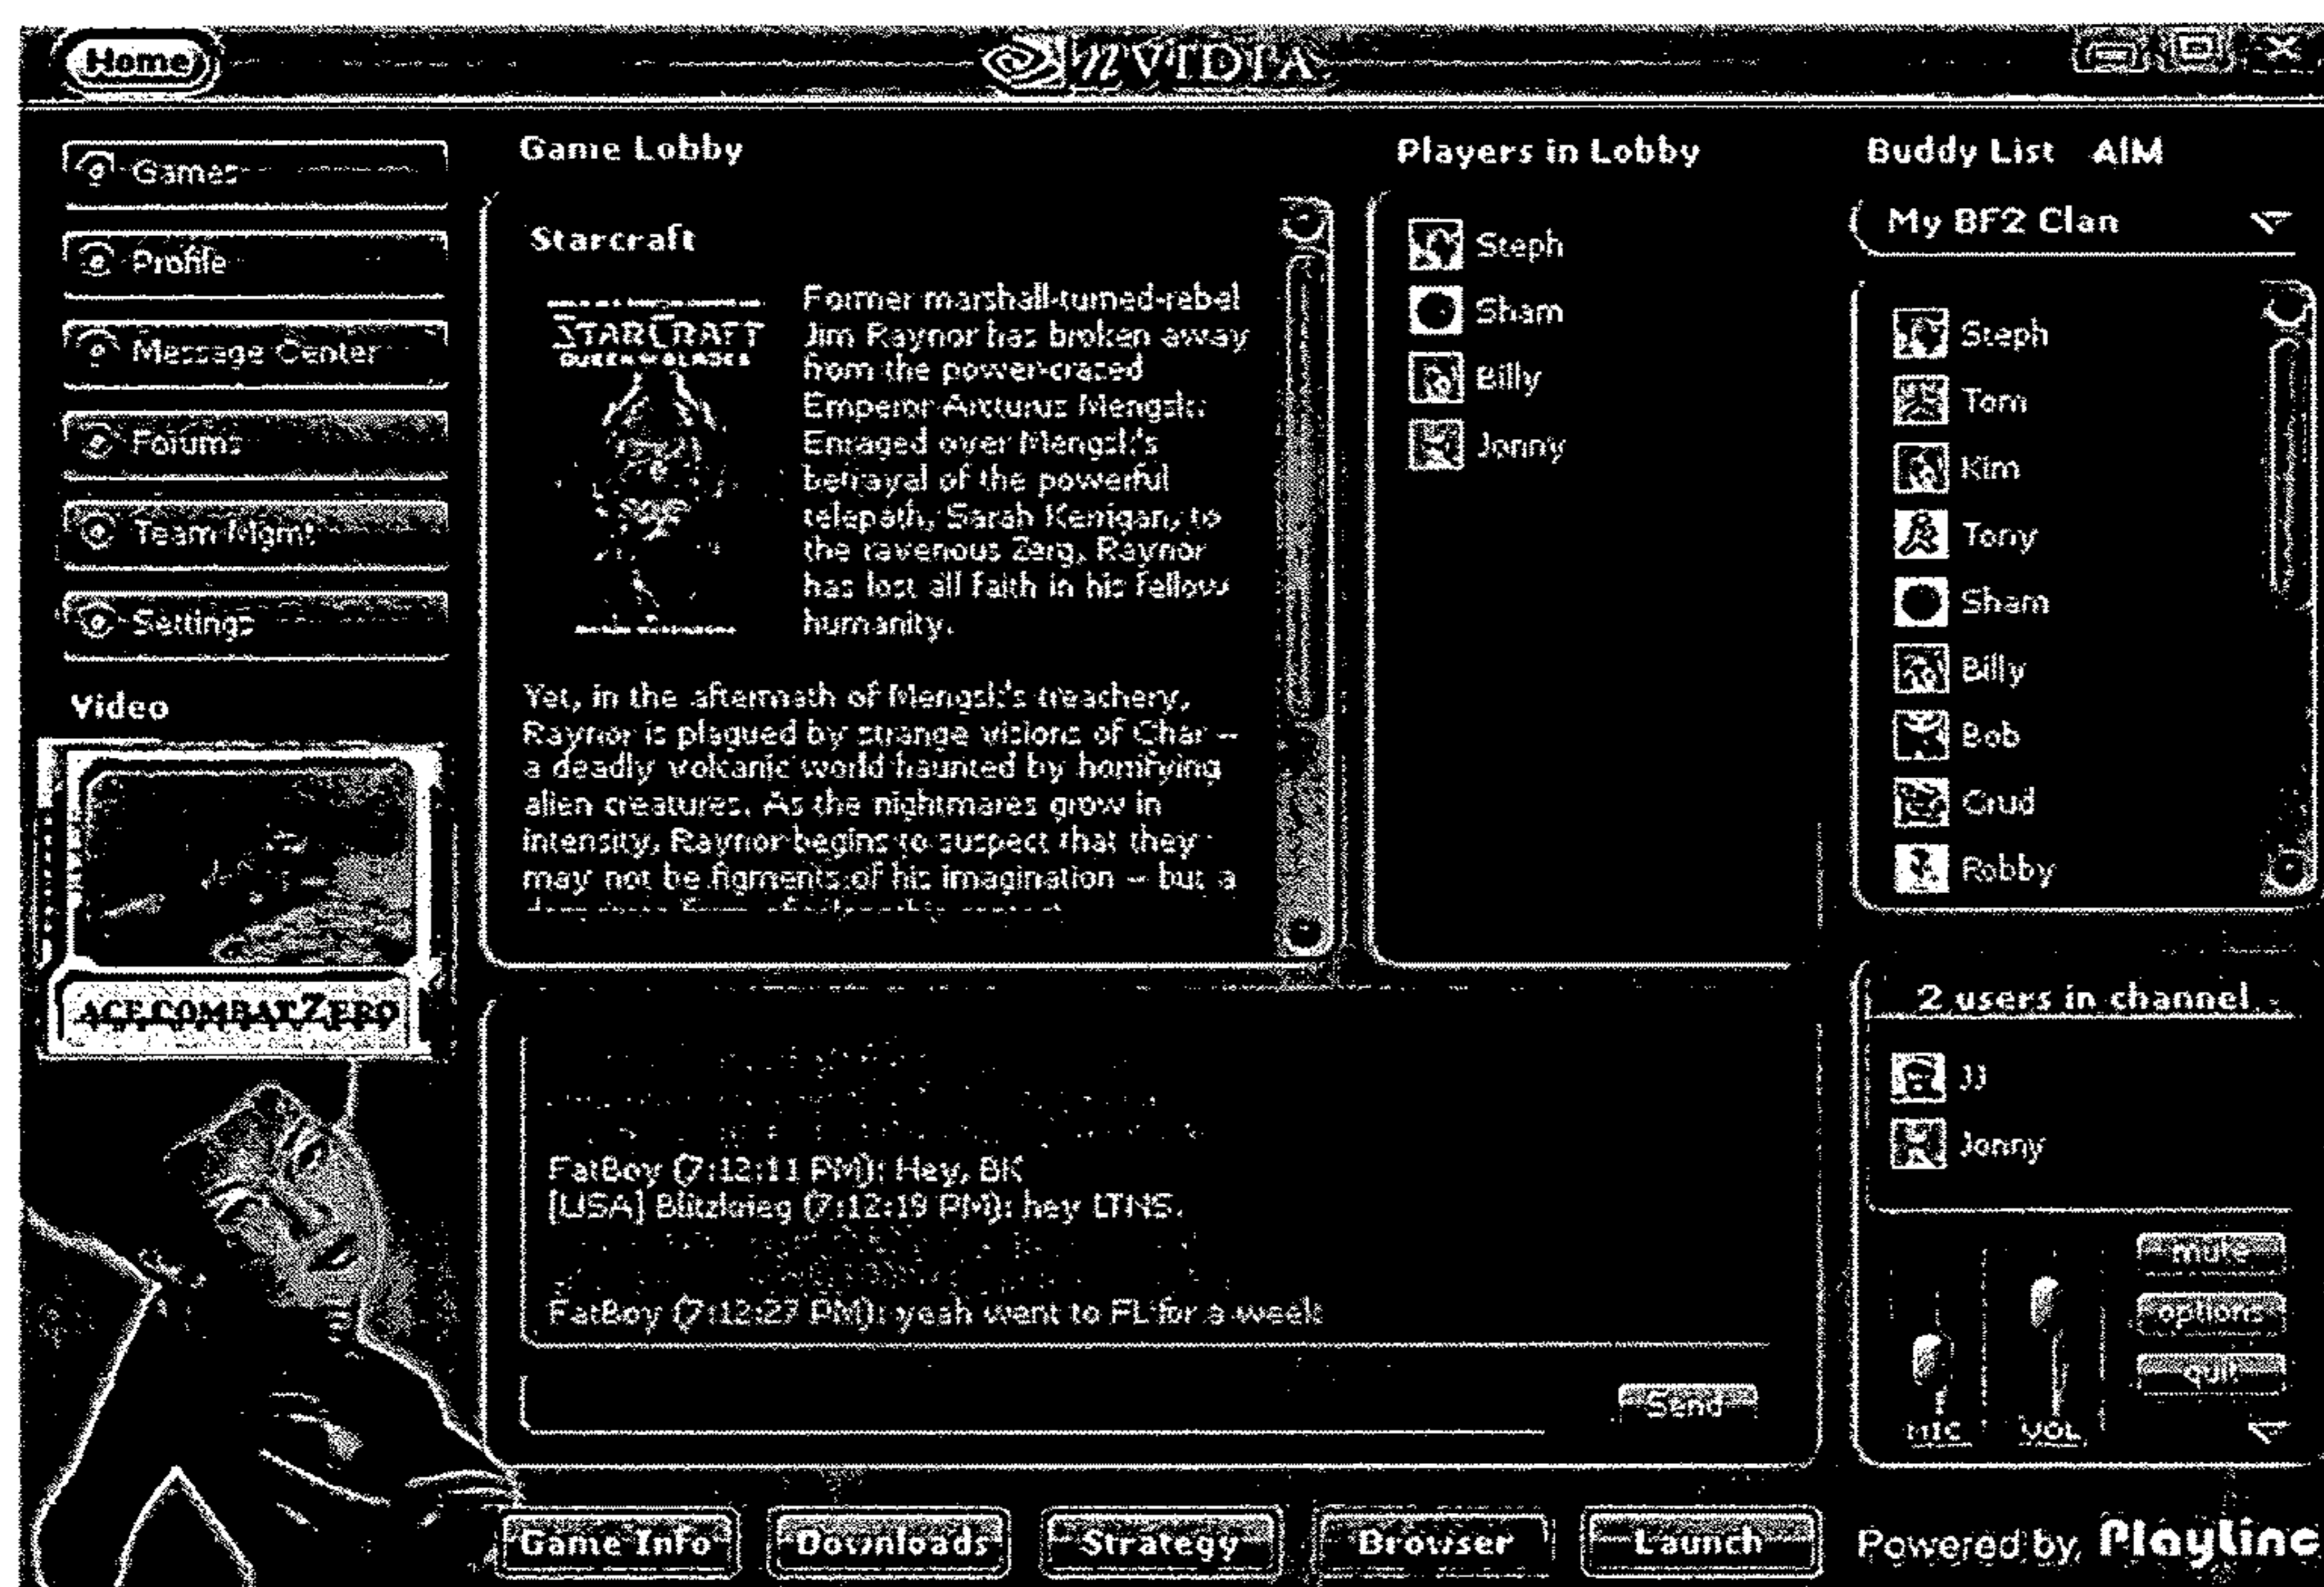 Home
NVIDIA
Games
Profile
Message Center
Forums
Team Mgmt
Settings
Video
ACE COMBAT ZERO
Game Lobby
Starcraft
STARCRAFT
QUEEN OF BLADES
Former marshall-turned-rebel
Jim Raynor has broken away
from the power-crazed
Emperor Arcturus Mengsk.
Enraged over Mengsk's
betrayal of the powerful
telepath, Sarah Kerrigan, to
the ravenous Zerg, Raynor
has lost all faith in his fellow
humanity.
Yet, in the aftermath of Mengsk's treachery,
Raynor is plagued by strange visions of Char --
a deadly volcanic world haunted by horrifying
alien creatures. As the nightmares grow in
intensity, Raynor begins to suspect that they
may not be figments of his imagination -- but a
Players in Lobby
Steph
Sham
Billy
Jonny
Buddy List AIM
My BF2 Clan
Steph
Tom
Kim
Tony
Sham
Billy
Bob
Crud
Robby
2 users in channel
JJ
Jonny
mute
options
quit
MIC VOL
FatBoy (7:12:11 PM): Hey, BK
[USA] Blitzkrieg (7:12:19 PM): hey LTNS.
FatBoy (7:12:27 PM): yeah went to FL for a week
Send
Game Info
Downloads
Strategy
Browser
Launch
Powered by PlayLinc